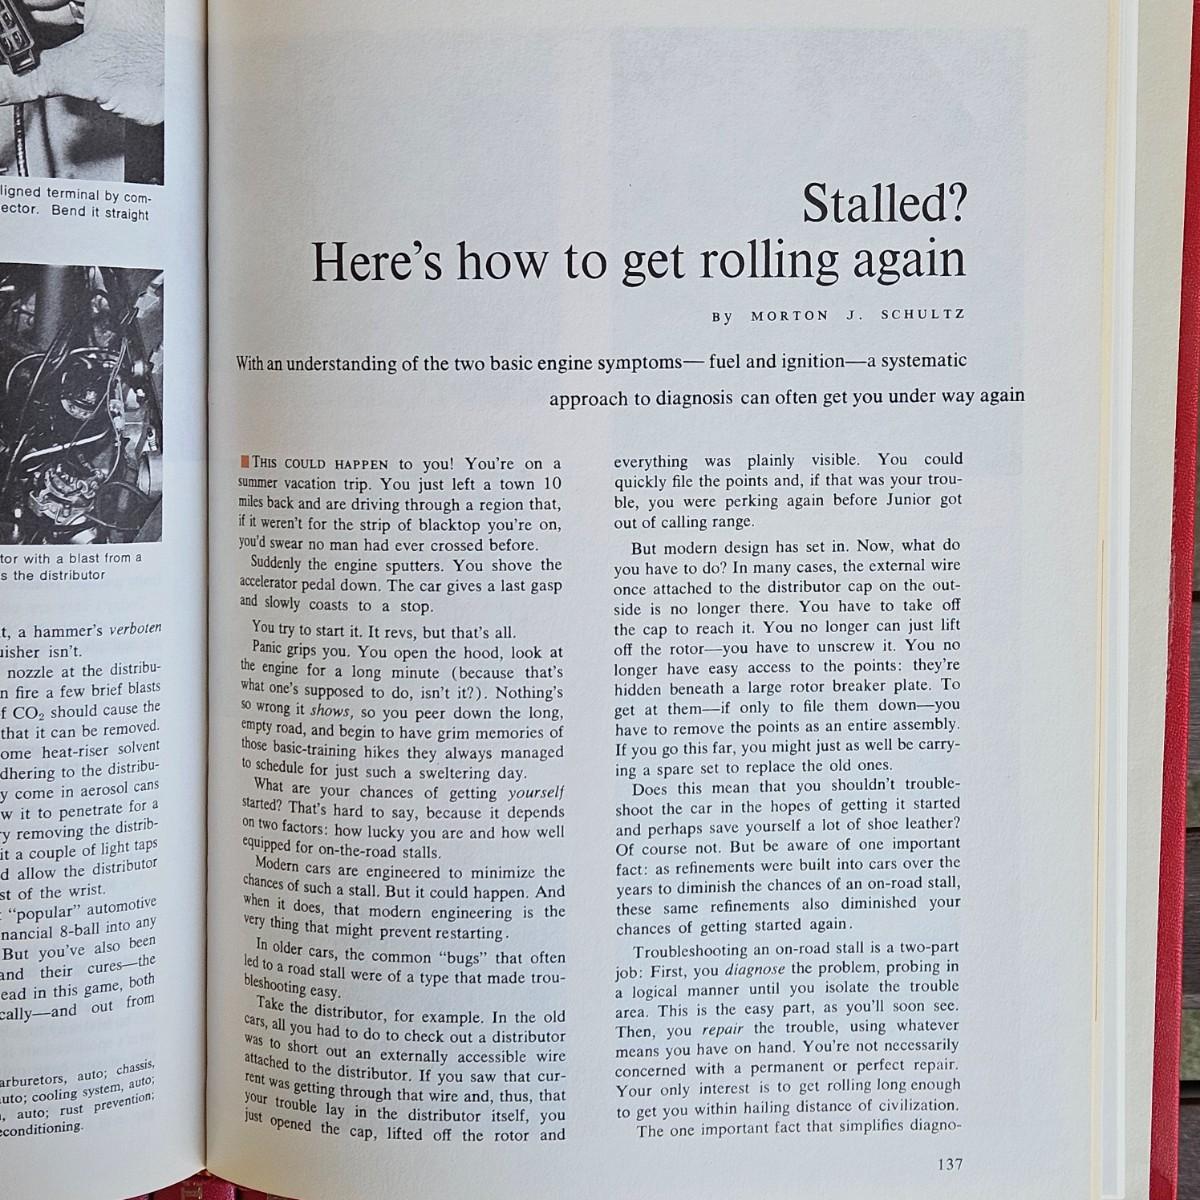 ligned terminal by com-
ector. Bend it straight
tor with a blast from a
s the distributor
t, a hammer's verboten
uisher isn't.
nozzle at the distribu-
n fire a few brief blasts
f CO₂ should cause the
that it can be removed.
ome heat-riser solvent
dhering to the distribu-
y come in aerosol cans
w it to penetrate for a
ry removing the distrib-
it a couple of light taps
d allow the distributor
st of the wrist.
"popular" automotive
nancial 8-ball into any
But you've also been
and their cures—the
ead in this game, both
cally—and out from
arburetors, auto; chassis,
uto; cooling system, auto;
, auto; rust prevention;
econditioning.
Stalled?
Here's how to get rolling again
By MORTON J. SCHULTZ
With an understanding of the two basic engine symptoms— fuel and ignition—a systematic
approach to diagnosis can often get you under way again
THIS COULD HAPPEN to you! You're on a
summer vacation trip. You just left a town 10
miles back and are driving through a region that,
if it weren't for the strip of blacktop you're on,
you'd swear no man had ever crossed before.
Suddenly the engine sputters. You shove the
accelerator pedal down. The car gives a last gasp
and slowly coasts to a stop.
You try to start it. It revs, but that's all.
Panic grips you. You open the hood, look at
the engine for a long minute (because that's
what one's supposed to do, isn't it?). Nothing's
so wrong it shows, so you peer down the long,
empty road, and begin to have grim memories of
those basic-training hikes they always managed
to schedule for just such a sweltering day.
What are your chances of getting yourself
started? That's hard to say, because it depends
on two factors: how lucky you are and how well
equipped for on-the-road stalls.
Modern cars are engineered to minimize the
chances of such a stall. But it could happen. And
when it does, that modern engineering is the
very thing that might prevent restarting.
In older cars, the common "bugs" that often
led to a road stall were of a type that made trou-
bleshooting easy.
Take the distributor, for example. In the old
cars, all you had to do to check out a distributor
was to short out an externally accessible wire
attached to the distributor. If you saw that cur-
rent was getting through that wire and, thus, that
your trouble lay in the distributor itself, you
just opened the cap, lifted off the rotor and
everything was plainly visible. You could
quickly file the points and, if that was your trou-
ble, you were perking again before Junior got
out of calling range.
But modern design has set in. Now, what do
you have to do? In many cases, the external wire
once attached to the distributor cap on the out-
side is no longer there. You have to take off
the cap to reach it. You no longer can just lift
off the rotor—you have to unscrew it. You no
longer have easy access to the points: they're
hidden beneath a large rotor breaker plate. To
get at them—if only to file them down—you
have to remove the points as an entire assembly.
If you go this far, you might just as well be carry-
ing a spare set to replace the old ones.
Does this mean that you shouldn't trouble-
shoot the car in the hopes of getting it started
and perhaps save yourself a lot of shoe leather?
Of course not. But be aware of one important
fact: as refinements were built into cars over the
years to diminish the chances of an on-road stall,
these same refinements also diminished your
chances of getting started again.
Troubleshooting an on-road stall is a two-part
job: First, you diagnose the problem, probing in
a logical manner until you isolate the trouble
area. This is the easy part, as you'll soon see.
Then, you repair the trouble, using whatever
means you have on hand. You're not necessarily
concerned with a permanent or perfect repair.
Your only interest is to get rolling long enough
to get you within hailing distance of civilization.
The one important fact that simplifies diagno-
137